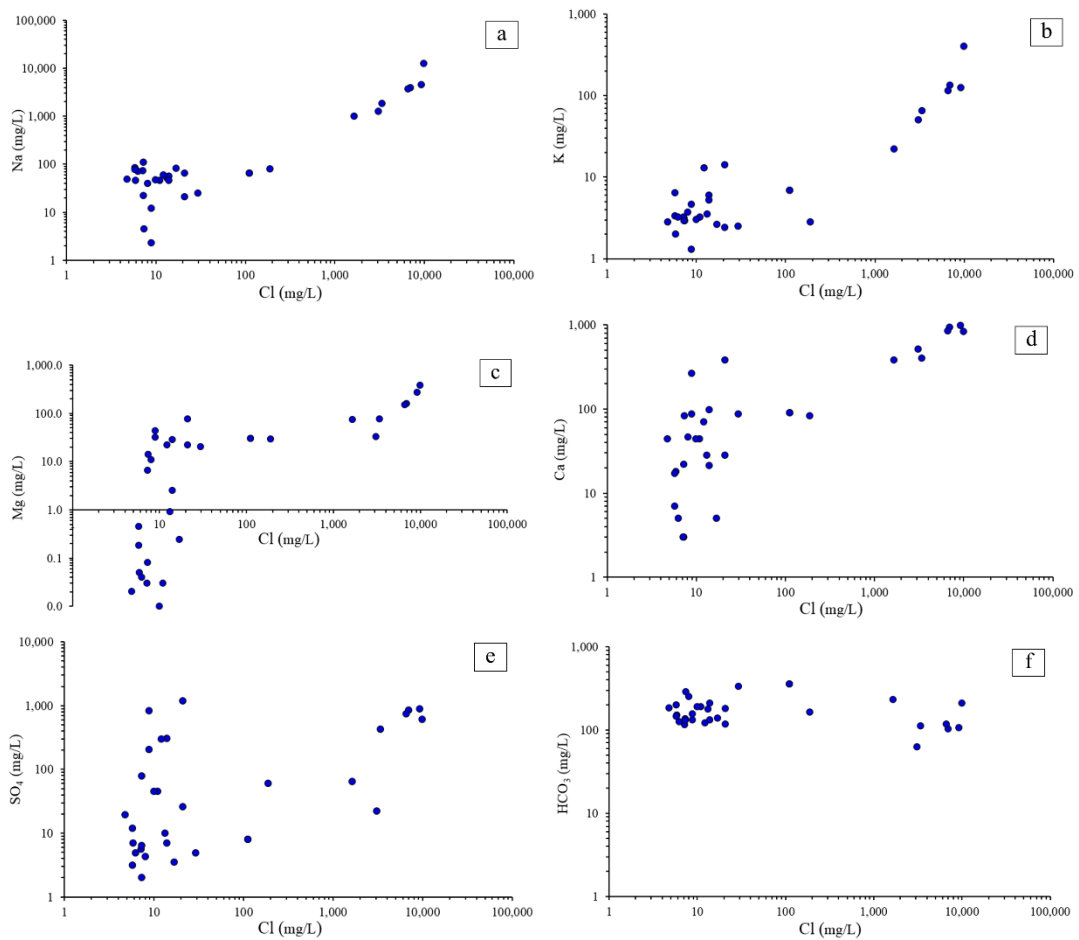 a
100,000
10,000
1,000
100
10
1
Na (mg/L)
1 10 100 1,000 10,000 100,000
Cl (mg/L)
b
1,000
100
10
1
K (mg/L)
1 10 100 1,000 10,000 100,000
Cl (mg/L)
c
1,000.0
100.0
10.0
1.0
0.1
0.0
Mg (mg/L)
10 100 1,000 10,000 100,000
Cl (mg/L)
d
1,000
100
10
1
Ca (mg/L)
1 10 100 1,000 10,000 100,000
Cl (mg/L)
e
10,000
1,000
100
10
1
SO₄ (mg/L)
1 10 100 1,000 10,000 100,000
Cl (mg/L)
f
1,000
100
10
1
HCO₃ (mg/L)
1 10 100 1,000 10,000 100,000
Cl (mg/L)